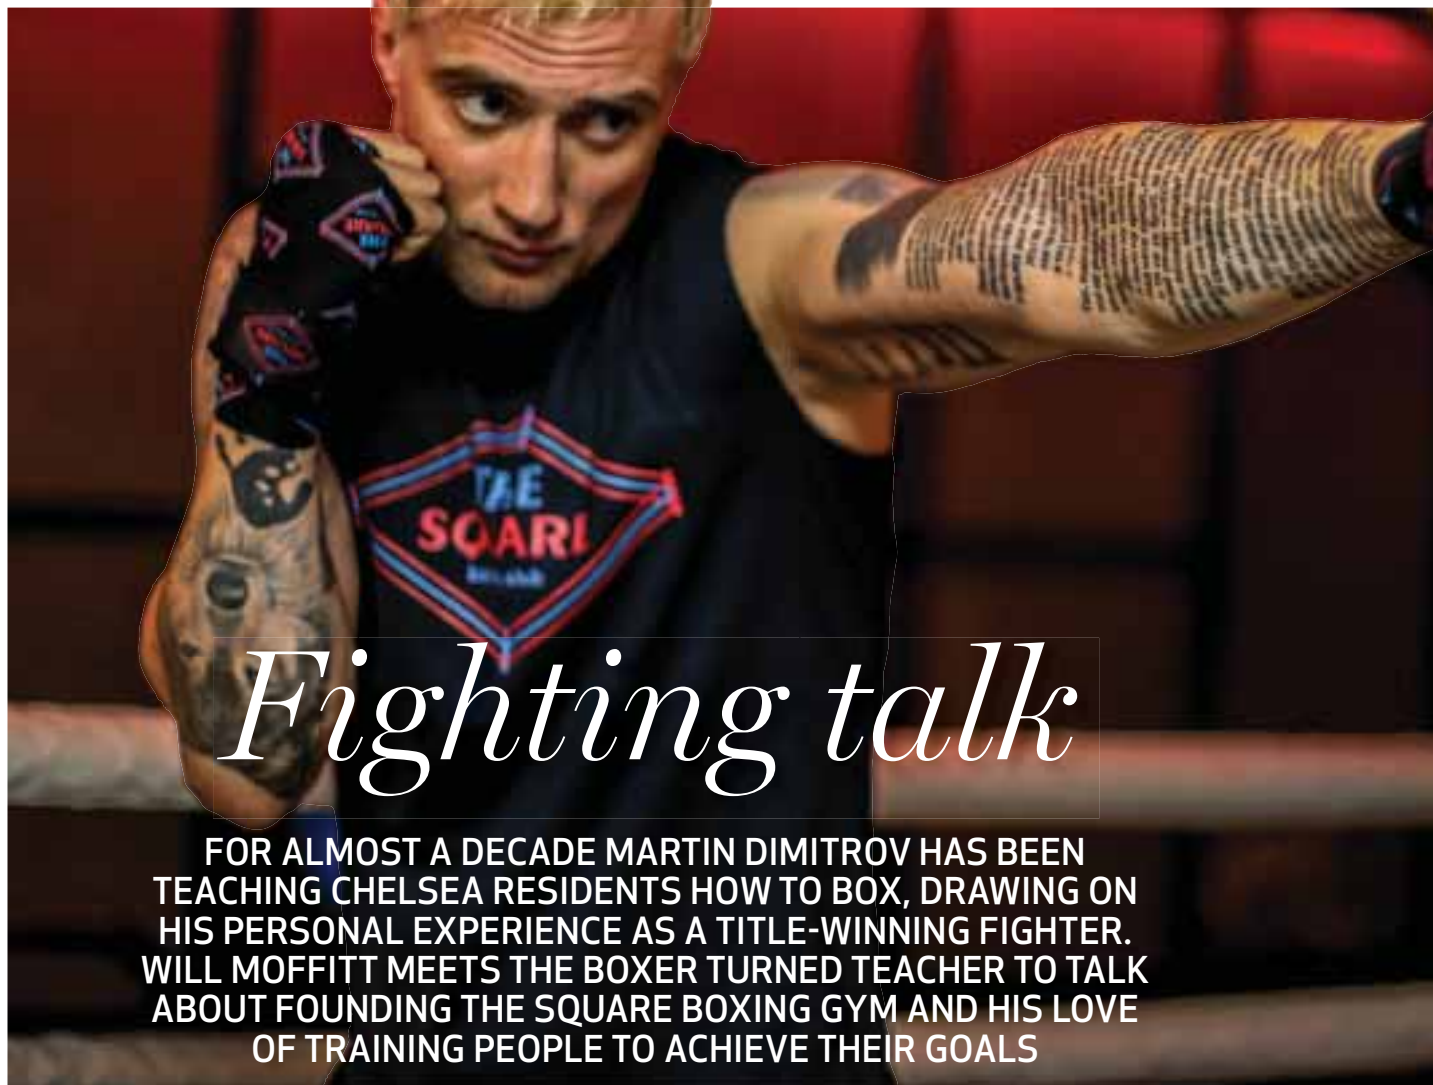 TAE
SQARE
Fighting talk
FOR ALMOST A DECADE MARTIN DIMITROV HAS BEEN
TEACHING CHELSEA RESIDENTS HOW TO BOX, DRAWING ON
HIS PERSONAL EXPERIENCE AS A TITLE-WINNING FIGHTER.
WILL MOFFITT MEETS THE BOXER TURNED TEACHER TO TALK
ABOUT FOUNDING THE SQUARE BOXING GYM AND HIS LOVE
OF TRAINING PEOPLE TO ACHIEVE THEIR GOALS